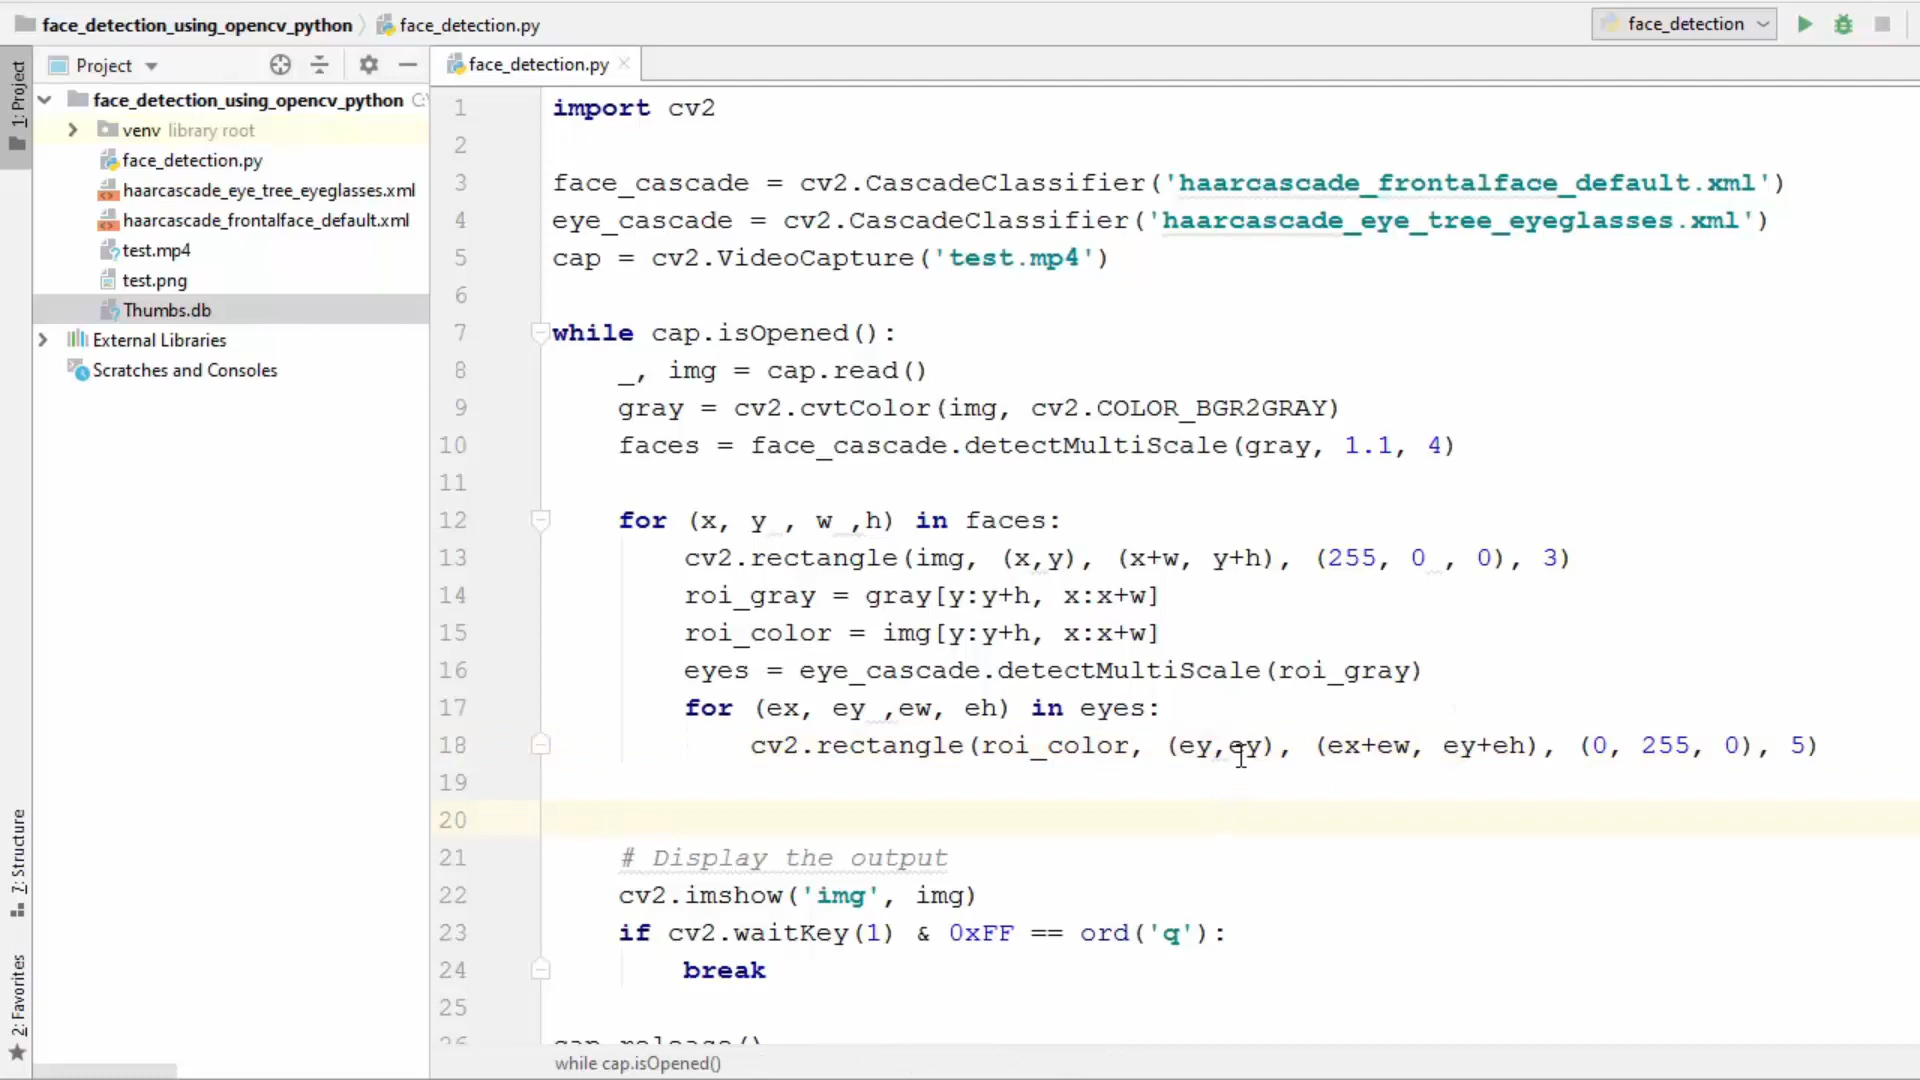 face_detection_using_opencv_python face_detection.py
face_detection
1: Project
Project
face_detection.py
face_detection_using_opencv_python
venv library root
face_detection.py
haarcascade_eye_tree_eyeglasses.xml
haarcascade_frontalface_default.xml
test.mp4
test.png
Thumbs.db
External Libraries
Scratches and Consoles
7: Structure
2: Favorites
1 import cv2
2
3 face_cascade = cv2.CascadeClassifier('haarcascade_frontalface_default.xml')
4 eye_cascade = cv2.CascadeClassifier('haarcascade_eye_tree_eyeglasses.xml')
5 cap = cv2.VideoCapture('test.mp4')
6
7 while cap.isOpened():
8 _, img = cap.read()
9 gray = cv2.cvtColor(img, cv2.COLOR_BGR2GRAY)
10 faces = face_cascade.detectMultiScale(gray, 1.1, 4)
11
12 for (x, y , w ,h) in faces:
13 cv2.rectangle(img, (x,y), (x+w, y+h), (255, 0 , 0), 3)
14 roi_gray = gray[y:y+h, x:x+w]
15 roi_color = img[y:y+h, x:x+w]
16 eyes = eye_cascade.detectMultiScale(roi_gray)
17 for (ex, ey ,ew, eh) in eyes:
18 cv2.rectangle(roi_color, (ey,ey), (ex+ew, ey+eh), (0, 255, 0), 5)
19
20
21 # Display the output
22 cv2.imshow('img', img)
23 if cv2.waitKey(1) & 0xFF == ord('q'):
24 break
25
26 cap.release()
while cap.isOpened()